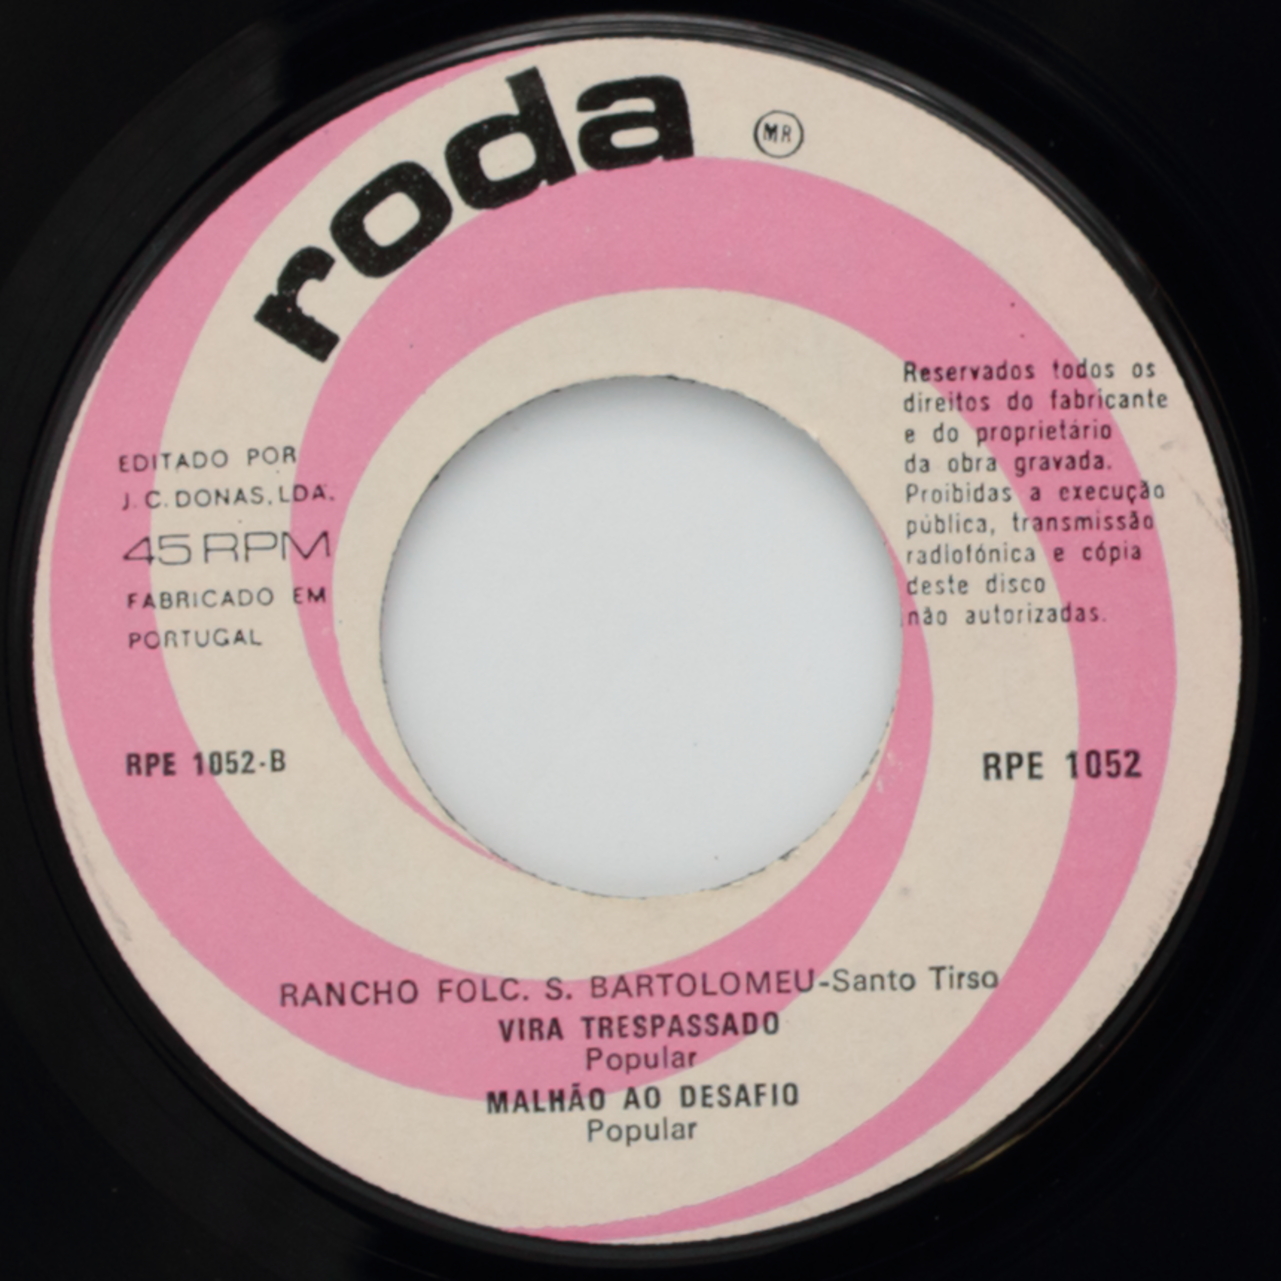 roda
MR
EDITADO POR
J. C. DONAS, LDA.
45 RPM
FABRICADO EM
PORTUGAL
Reservados todos os
direitos do fabricante
e do proprietário
da obra gravada.
Proibidas a execução
pública, transmissão
radiofónica e cópia
deste disco
não autorizadas.
RPE 1052-B
RPE 1052
RANCHO FOLC. S. BARTOLOMEU-Santo Tirso
VIRA TRESPASSADO
Popular
MALHÃO AO DESAFIO
Popular